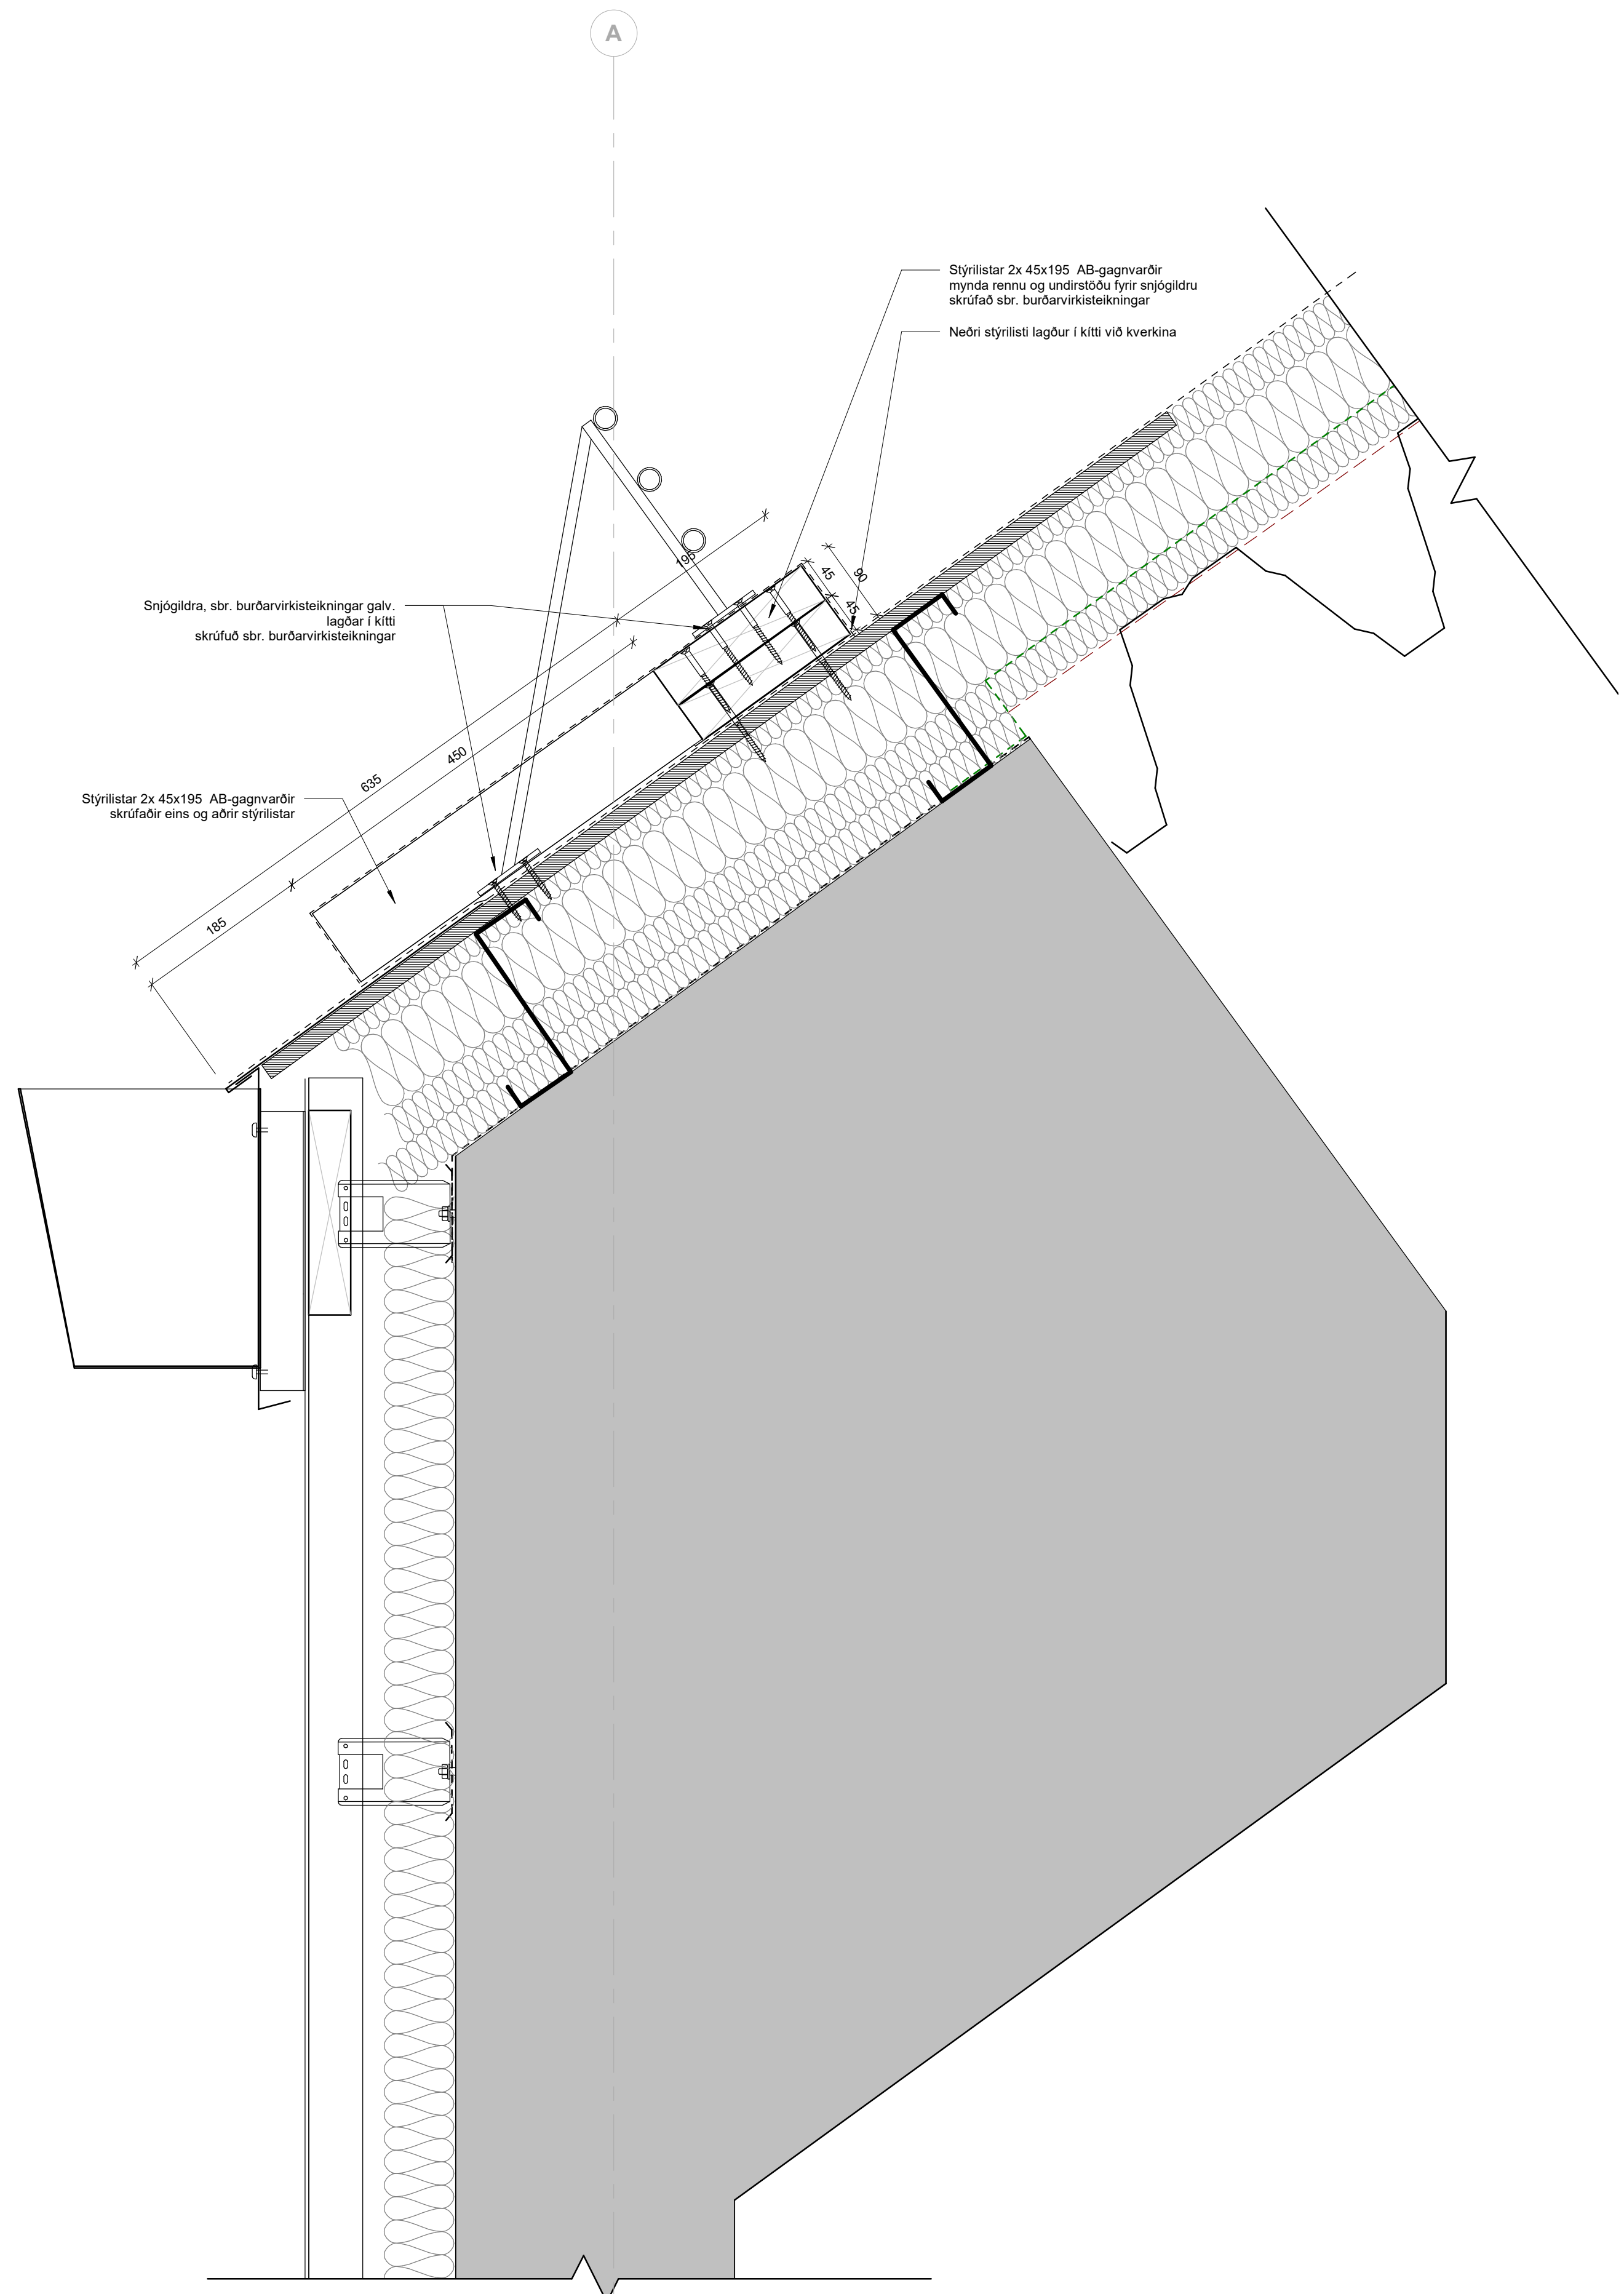 A
Stýrilistar 2x 45x195  AB-gagnvarðir
mynda rennu og undirstöðu fyrir snjógildru
skrúfað sbr. burðarvirkisteikningar
Neðri stýrilisti lagður í kítti við kverkina
195
90
45
45
Snjógildra, sbr. burðarvirkisteikningar galv.
lagðar í kítti
skrúfuð sbr. burðarvirkisteikningar
450
635
Stýrilistar 2x 45x195  AB-gagnvarðir
skrúfaðir eins og aðrir stýrilistar
185